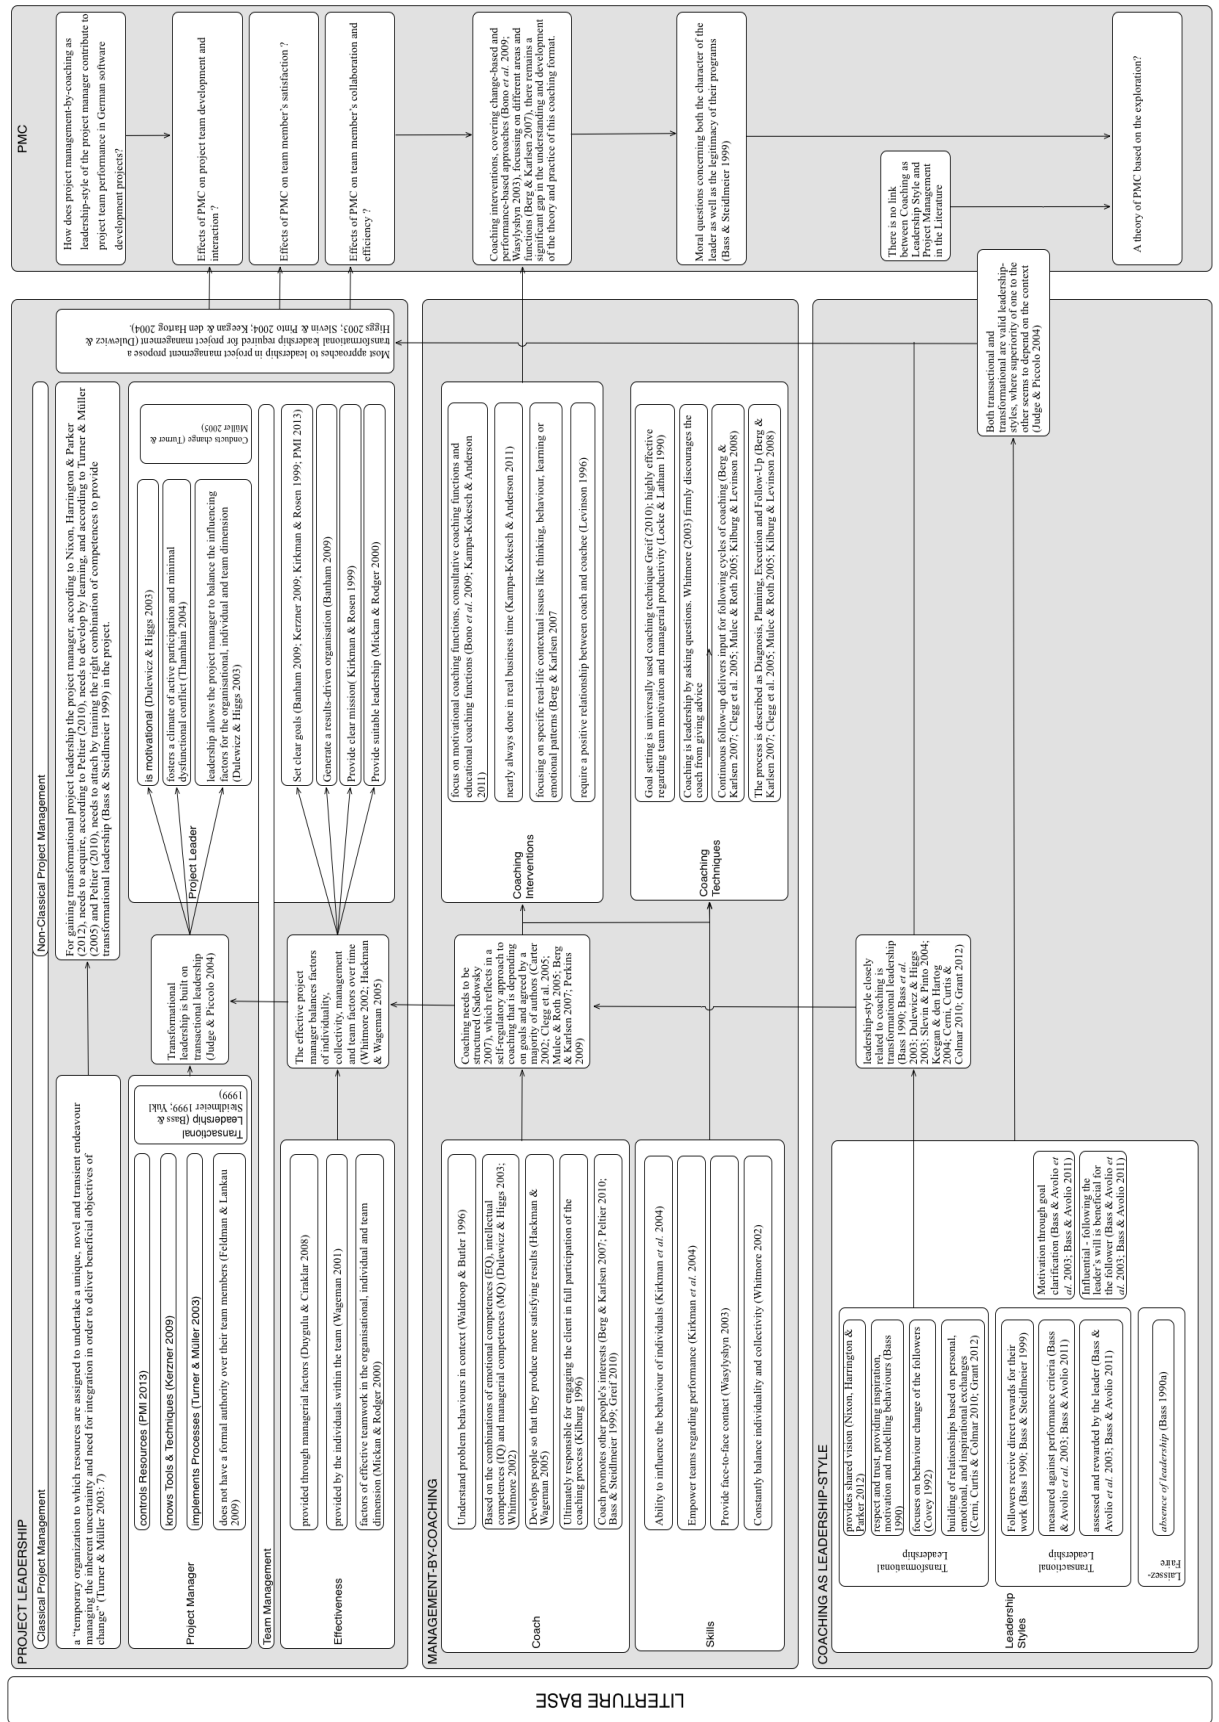 LITERTURE BASE
PROJECT LEADERSHIP
Classical Project Management
Non-Classical Project Management
a “temporary organization to which resources are assigned to undertake a unique, novel and transient endeavour
managing the inherent uncertainty and need for integration in order to deliver beneficial objectives of
change” (Turner & Müller 2003: 7)
For gaining transformational project leadership the project manager, according to Nixon, Harrington & Parker
(2012), needs to acquire, according to Peltier (2010), needs to develop by learning, and according to Turner & Müller
(2005) and Peltier (2010), needs to attach by training the right combination of competences to provide
transformational leadership (Bass & Steidlmeier 1999) in the project.
Project Manager
controls Resources (PMI 2013)
knows Tools & Techniques (Kerzner 2009)
implements Processes (Turner & Müller 2003)
does not have a formal authority over their team members (Feldman & Lankau
2009)
Transactional
Leadership (Bass &
Steidlmeier 1999; Yukl
1999)
Transformational
leadership is built on
transactional leadership
(Judge & Piccolo 2004)
Project Leader
is motivational (Dulewicz & Higgs 2003)
fosters a climate of active participation and minimal
dysfunctional conflict (Thamhain 2004)
leadership allows the project manager to balance the influencing
factors for the organisational, individual and team dimension
(Dulewicz & Higgs 2003)
Conducts change (Turner &
Müller 2005)
Most approaches to leadership in project management propose a
transformational leadership required for project management (Dulewicz &
Higgs 2003; Slevin & Pinto 2004; Keegan & den Hartog 2004).
Team Management
Effectiveness
provided through managerial factors (Duygulu & Ciraklar 2008)
provided by the individuals within the team (Wageman 2001)
factors of effective teamwork in the organisational, individual and team
dimension (Mickan & Rodger 2000)
The effective project
manager balances factors
of individuality,
collectivity, management
and team factors over time
(Whitmore 2002; Hackman
& Wageman 2005)
Set clear goals (Banham 2009; Kerzner 2009; Kirkman & Rosen 1999; PMI 2013)
Generate a results-driven organisation (Banham 2009)
Provide clear mission( Kirkman & Rosen 1999)
Provide suitable leadership (Mickan & Rodger 2000)
MANAGEMENT-BY-COACHING
Coach
Understand problem behaviours in context (Waldroop & Butler 1996)
Based on the combinations of emotional competences (EQ), intellectual
competences (IQ) and managerial competences (MQ) (Dulewicz & Higgs 2003;
Whitmore 2002)
Develops people so that they produce more satisfying results (Hackman &
Wageman 2005)
Ultimately responsible for engaging the client in full participation of the
coaching process (Kilburg 1996)
Coach promotes other people's interests (Berg & Karlsen 2007; Peltier 2010;
Bass & Steidlmeier 1999; Greif 2010)
Skills
Ability to influence the behaviour of individuals (Kirkman et al. 2004)
Empower teams regarding performance (Kirkman et al. 2004)
Provide face-to-face contact (Wasylyshyn 2003)
Constantly balance individuality and collectivity (Whitmore 2002)
Coaching needs to be
structured (Sadowsky
2007), which reflects in a
self-regulatory approach to
coaching that is depending
on goals and agreed by a
majority of authors (Carter
2002; Clegg et al. 2005;
Mulec & Roth 2005; Berg
& Karlsen 2007; Perkins
2009)
Coaching
Interventions
focus on motivational coaching functions, consultative coaching functions and
educational coaching functions (Bono et al. 2009; Kampa-Kokesch & Anderson
2011)
nearly always done in real business time (Kampa-Kokesch & Anderson 2011)
focusing on specific real-life contextual issues like thinking, behaviour, learning or
emotional patterns (Berg & Karlsen 2007
require a positive relationship between coach and coachee (Levinson 1996)
Coaching
Techniques
Goal setting is universally used coaching technique Greif (2010); highly effective
regarding team motivation and managerial productivity (Locke & Latham 1990)
Coaching is leadership by asking questions. Whitmore (2003) firmly discourages the
coach from giving advice
Continuous follow-up delivers input for following cycles of coaching (Berg &
Karlsen 2007; Clegg et al. 2005; Mulec & Roth 2005; Kilburg & Levinson 2008)
The process is described as Diagnosis, Planning, Execution and Follow-Up (Berg &
Karlsen 2007; Clegg et al. 2005; Mulec & Roth 2005; Kilburg & Levinson 2008)
COACHING AS LEADERSHIP-STYLE
Leadership
Styles
Transformational
Leadership
provides shared vision (Nixon, Harrington &
Parker 2012)
respect and trust, providing inspiration,
motivation and modelling behaviours (Bass
1990)
focuses on behaviour change of the followers
(Covey 1992)
building of relationships based on personal,
emotional, and inspirational exchanges
(Cerni, Curtis & Colmar 2010; Grant 2012)
Transactional
Leadership
Followers receive direct rewards for their
work (Bass 1990; Bass & Steidlmeier 1999)
measured against performance criteria (Bass
& Avolio et al. 2003; Bass & Avolio 2011)
assessed and rewarded by the leader (Bass &
Avolio et al. 2003; Bass & Avolio 2011)
Motivation through goal
clarification (Bass & Avolio et
al. 2003; Bass & Avolio 2011)
Influential - following the
leader's will is beneficial for
the follower (Bass & Avolio et
al. 2003; Bass & Avolio 2011)
Laissez-
Faire
absence of leadership (Bass 1990a)
leadership-style closely
related to coaching is
transformational leadership
(Bass 1990; Bass et al.
2003; Dulewicz & Higgs
2003; Slevin & Pinto 2004;
Keegan & dem Hartog
2004; Cerni, Curtis &
Colmar 2010; Grant 2012)
Both transactional and
transformational are valid leadership-
styles, where superiority of one to the
other seems to depend on the context
(Judge & Piccolo 2004)
PMC
How does project management-by-coaching as
leadership-style of the project manager contribute to
project team performance in German software
development projects?
Effects of PMC on project team development and
interaction ?
Effects of PMC on team member's satisfaction ?
Effects of PMC on team member's collaboration and
efficiency ?
Coaching interventions, covering change-based and
performance-based approaches (Bono et al. 2009;
Wasylyshyn 2003), focussing on different areas and
functions (Berg & Karlsen 2007), there remains a
significant gap in the understanding and development
of the theory and practice of this coaching format.
Moral questions concerning both the character of the
leader as well as the legitimacy of their programs
(Bass & Steidlmeier 1999)
There is no link
between Coaching as
Leadership Style and
Project Management
in the Literature
A theory of PMC based on the exploration?